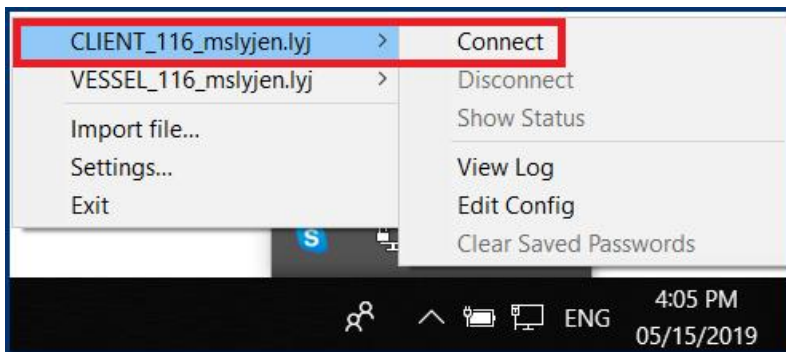 CLIENT_116_mslyjen.lyj
VESSEL_116_mslyjen.lyj
Import file...
Settings...
Exit
Connect
Disconnect
Show Status
View Log
Edit Config
Clear Saved Passwords
S
ENG
4:05 PM
05/15/2019